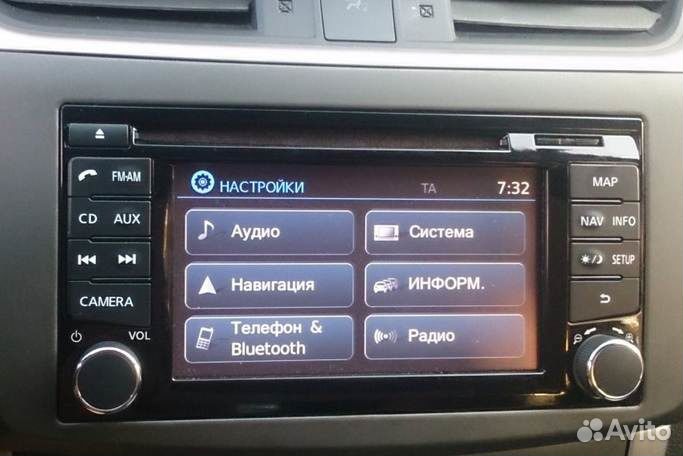 FM·AM
MAP
НАСТРОЙКИ TA 7:32
CD AUX
NAV INFO
Аудио
Система
SETUP
Навигация
ИНФОРМ.
CAMERA
Телефон &
Bluetooth
Радио
VOL
Avito